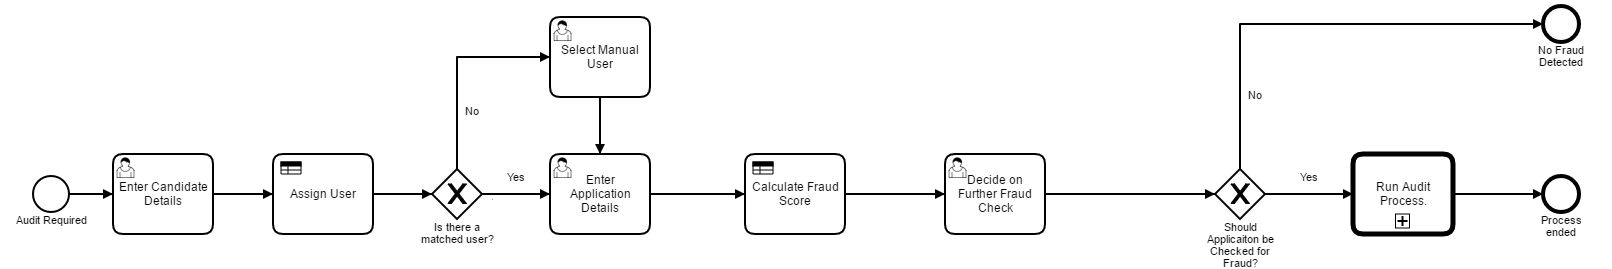 Audit Required
Enter Candidate
Details
Assign User
Is there a
matched user?
No
Yes
Select Manual
User
Enter
Application
Details
Calculate Fraud
Score
Decide on
Further Fraud
Check
Should
Applicaiton be
Checked for
Fraud?
No
Yes
No Fraud
Detected
Run Audit
Process.
Process
ended